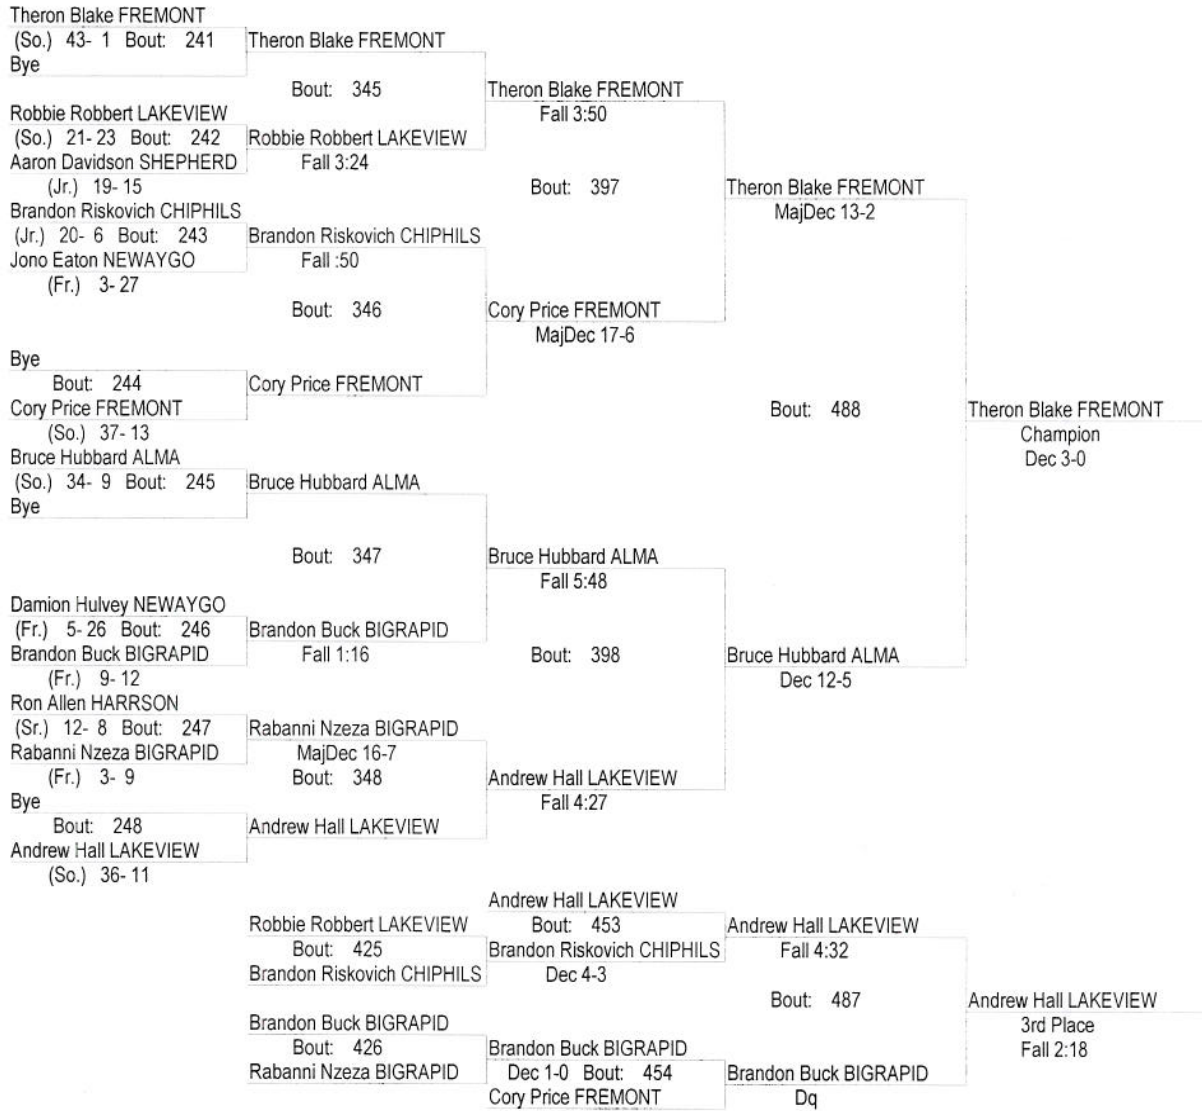 Theron Blake FREMONT
(So.) 43- 1 Bout: 241
Bye
Theron Blake FREMONT
Bout: 345
Theron Blake FREMONT
Fall 3:50
Robbie Robbert LAKEVIEW
(So.) 21- 23 Bout: 242
Aaron Davidson SHEPHERD
(Jr.) 19- 15
Robbie Robbert LAKEVIEW
Fall 3:24
Bout: 397
Theron Blake FREMONT
MajDec 13-2
Brandon Riskovich CHIPHILS
(Jr.) 20- 6 Bout: 243
Jono Eaton NEWAYGO
(Fr.) 3- 27
Brandon Riskovich CHIPHILS
Fall :50
Bout: 346
Cory Price FREMONT
MajDec 17-6
Bye
Bout: 244
Cory Price FREMONT
(So.) 37- 13
Cory Price FREMONT
Bout: 488
Theron Blake FREMONT
Champion
Dec 3-0
Bruce Hubbard ALMA
(So.) 34- 9 Bout: 245
Bye
Bruce Hubbard ALMA
Bout: 347
Bruce Hubbard ALMA
Fall 5:48
Damion Hulvey NEWAYGO
(Fr.) 5- 26 Bout: 246
Brandon Buck BIGRAPID
(Fr.) 9- 12
Brandon Buck BIGRAPID
Fall 1:16
Bout: 398
Bruce Hubbard ALMA
Dec 12-5
Ron Allen HARRSON
(Sr.) 12- 8 Bout: 247
Rabanni Nzeza BIGRAPID
(Fr.) 3- 9
Rabanni Nzeza BIGRAPID
MajDec 16-7
Bout: 348
Andrew Hall LAKEVIEW
Fall 4:27
Bye
Bout: 248
Andrew Hall LAKEVIEW
(So.) 36- 11
Andrew Hall LAKEVIEW
Robbie Robbert LAKEVIEW
Bout: 425
Brandon Riskovich CHIPHILS
Andrew Hall LAKEVIEW
Bout: 453
Brandon Riskovich CHIPHILS
Dec 4-3
Andrew Hall LAKEVIEW
Fall 4:32
Bout: 487
Andrew Hall LAKEVIEW
3rd Place
Fall 2:18
Brandon Buck BIGRAPID
Bout: 426
Rabanni Nzeza BIGRAPID
Brandon Buck BIGRAPID
Dec 1-0 Bout: 454
Cory Price FREMONT
Brandon Buck BIGRAPID
Dq